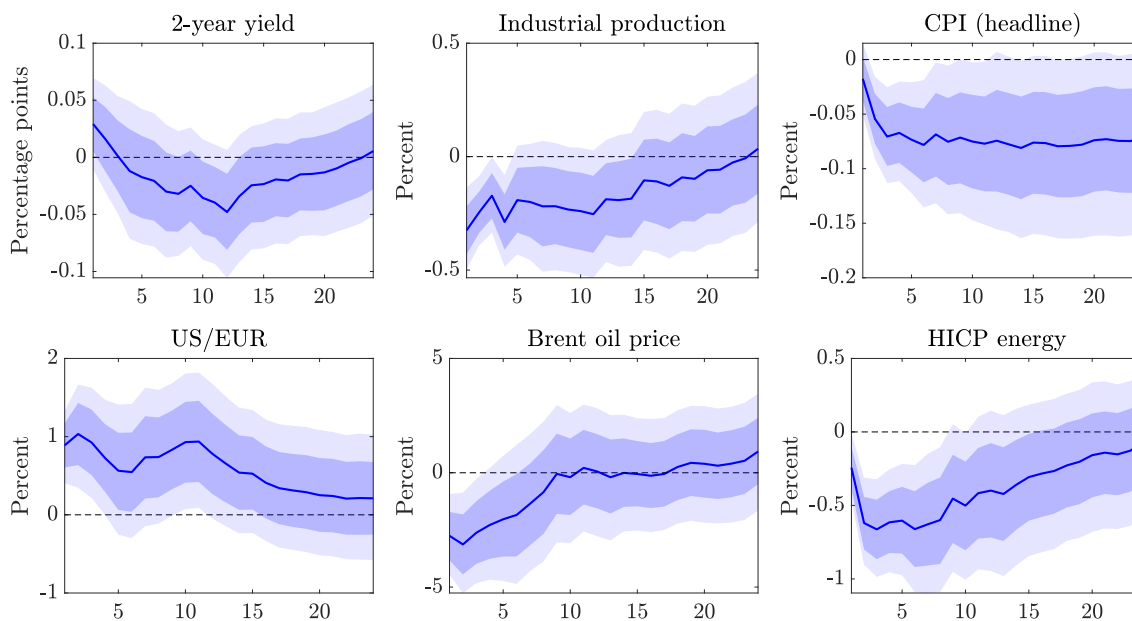 2-year yield
Percentage points
0.1
0.05
0
-0.05
-0.1
5 10 15 20
Industrial production
Percent
0.5
0
-0.5
5 10 15 20
CPI (headline)
Percent
0
-0.05
-0.1
-0.15
-0.2
5 10 15 20
US/EUR
Percent
2
1
0
-1
5 10 15 20
Brent oil price
Percent
5
0
-5
5 10 15 20
HICP energy
Percent
0.5
0
-0.5
-1
5 10 15 20